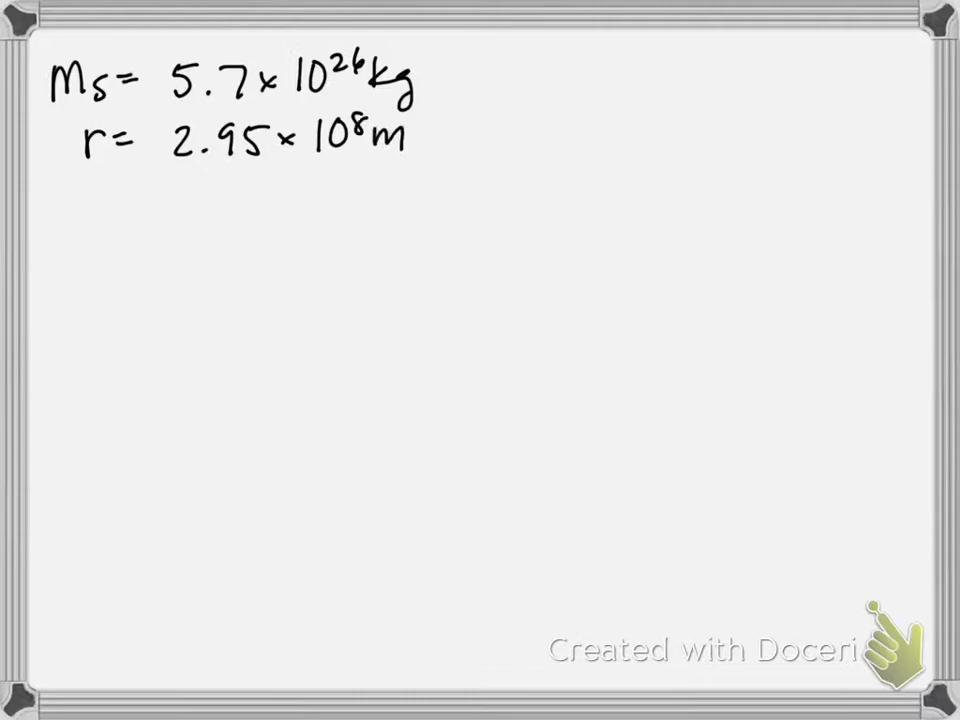 Ms = 5.7 × 10²⁶ kg
r = 2.95 × 10⁸ m
Created with Doceri